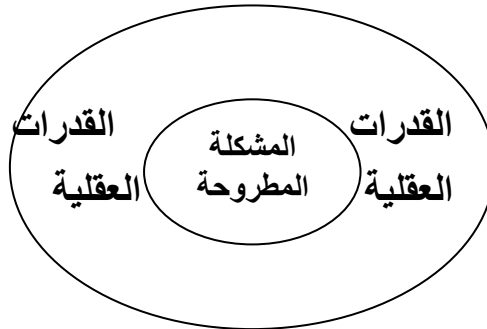 القدرات
العقلية
المشكلة
المطروحة
القدرات
العقلية